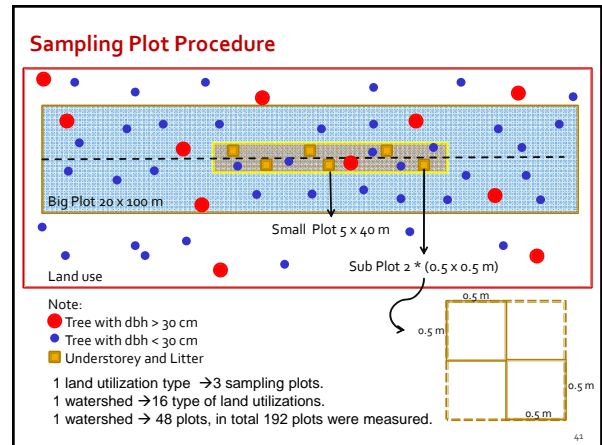 Sampling Plot Procedure
Big Plot 20 x 100 m
Small Plot 5 x 40 m
Sub Plot 2 * (0.5 x 0.5 m)
Land use
Note:
Tree with dbh > 30 cm
Tree with dbh < 30 cm
Understorey and Litter
0.5 m
0.5 m
0.5 m
0.5 m
0.5 m
1 land utilization type →3 sampling plots.
1 watershed →16 type of land utilizations.
1 watershed → 48 plots, in total 192 plots were measured.
41